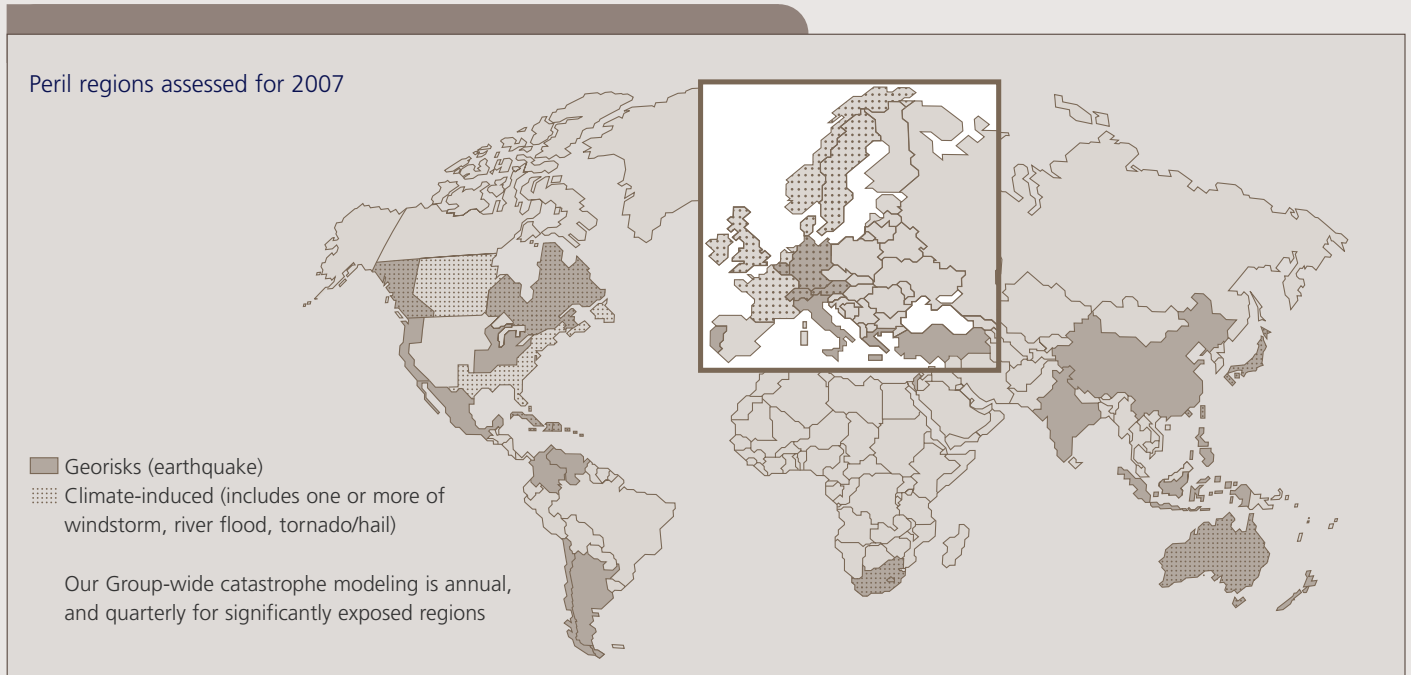 Peril regions assessed for 2007
Georisks (earthquake)
Climate-induced (includes one or more of
windstorm, river flood, tornado/hail)
Our Group-wide catastrophe modeling is annual,
and quarterly for significantly exposed regions